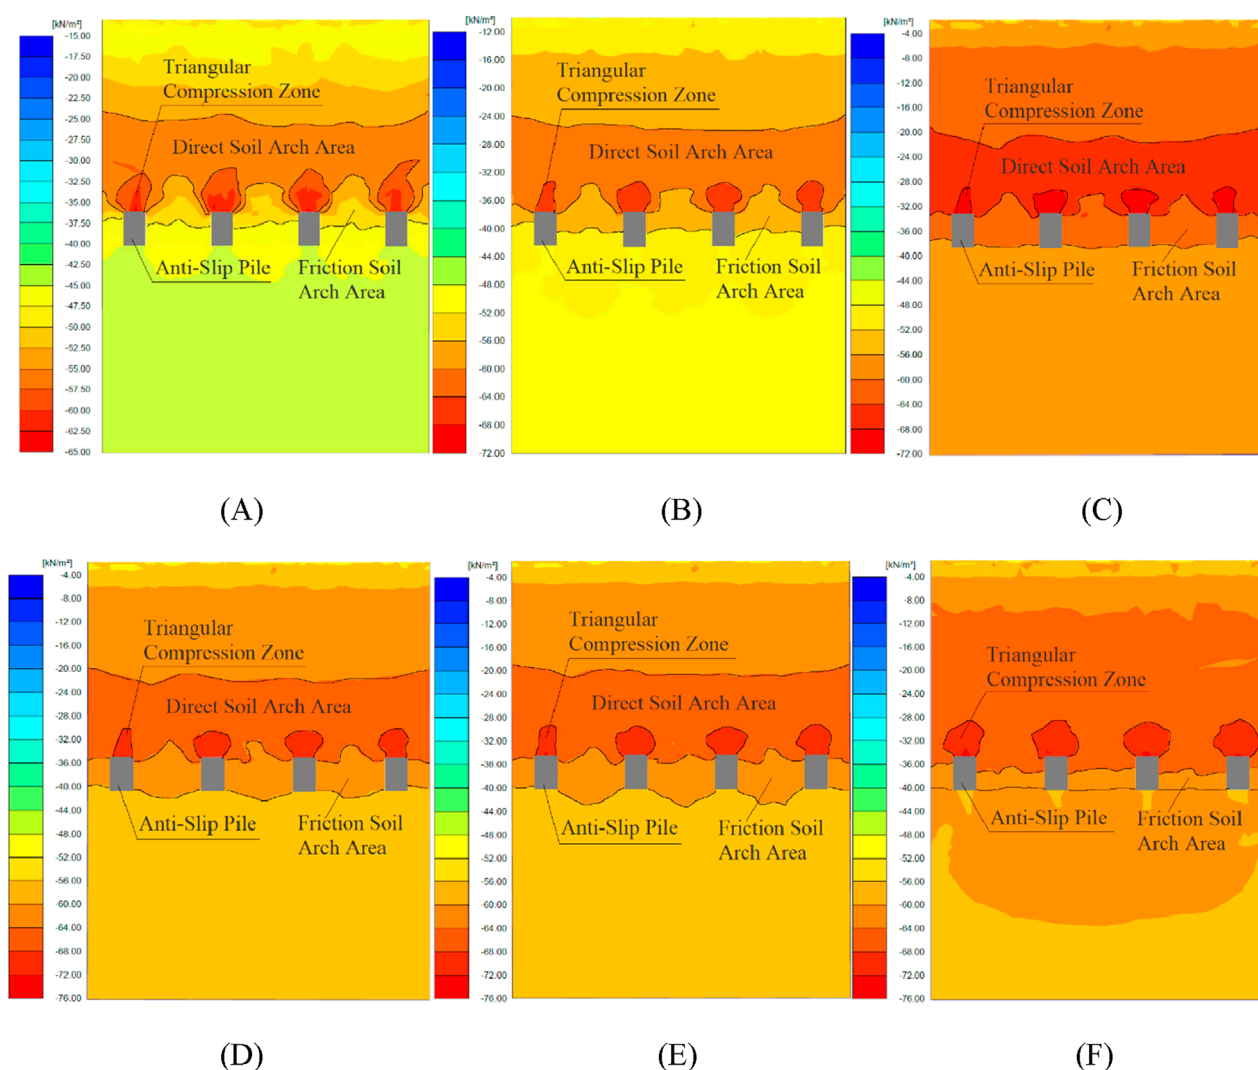 [kN/m²]
-15.00
-17.50
-20.00
-22.50
-25.00
-27.50
-30.00
-32.50
-35.00
-37.50
-40.00
-42.50
-45.00
-47.50
-50.00
-52.50
-55.00
-57.50
-60.00
-62.50
-65.00
Triangular
Compression Zone
Direct Soil Arch Area
Anti-Slip Pile
Friction Soil
Arch Area
(A)
[kN/m²]
-12.00
-16.00
-20.00
-24.00
-28.00
-32.00
-36.00
-40.00
-44.00
-48.00
-52.00
-56.00
-60.00
-64.00
-68.00
-72.00
Triangular
Compression Zone
Direct Soil Arch Area
Anti-Slip Pile
Friction Soil
Arch Area
(B)
[kN/m²]
-4.00
-8.00
-12.00
-16.00
-20.00
-24.00
-28.00
-32.00
-36.00
-40.00
-44.00
-48.00
-52.00
-56.00
-60.00
-64.00
-68.00
-72.00
Triangular
Compression Zone
Direct Soil Arch Area
Anti-Slip Pile
Friction Soil
Arch Area
(C)
[kN/m²]
-4.00
-8.00
-12.00
-16.00
-20.00
-24.00
-28.00
-32.00
-36.00
-40.00
-44.00
-48.00
-52.00
-56.00
-60.00
-64.00
-68.00
-72.00
-76.00
Triangular
Compression Zone
Direct Soil Arch Area
Anti-Slip Pile
Friction Soil
Arch Area
(D)
[kN/m²]
-4.00
-8.00
-12.00
-16.00
-20.00
-24.00
-28.00
-32.00
-36.00
-40.00
-44.00
-48.00
-52.00
-56.00
-60.00
-64.00
-68.00
-72.00
-76.00
Triangular
Compression Zone
Direct Soil Arch Area
Anti-Slip Pile
Friction Soil
Arch Area
(E)
[kN/m²]
-4.00
-8.00
-12.00
-16.00
-20.00
-24.00
-28.00
-32.00
-36.00
-40.00
-44.00
-48.00
-52.00
-56.00
-60.00
-64.00
-68.00
-72.00
-76.00
Triangular
Compression Zone
Anti-Slip Pile
Friction Soil
Arch Area
(F)